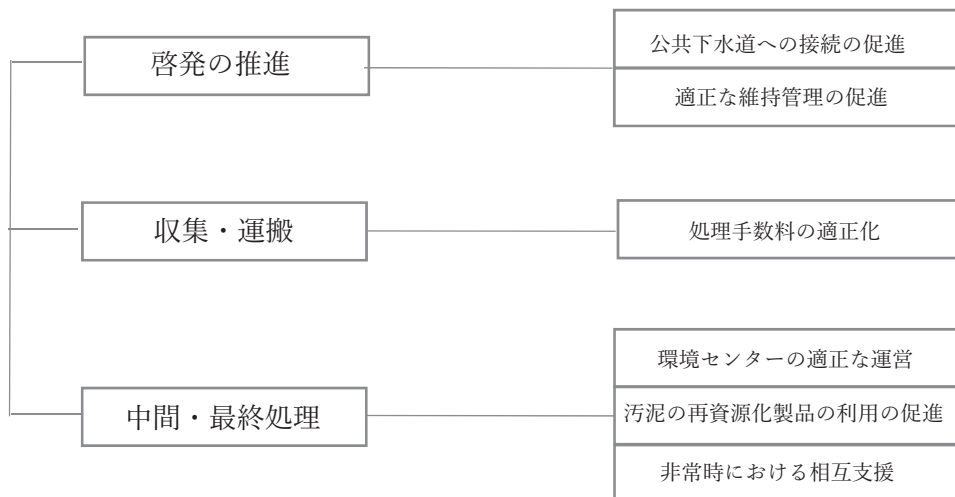 啓発の推進
公共下水道への接続の促進
適正な維持管理の促進
収集・運搬
処理手数料の適正化
中間・最終処理
環境センターの適正な運営
汚泥の再資源化製品の利用の促進
非常時における相互支援